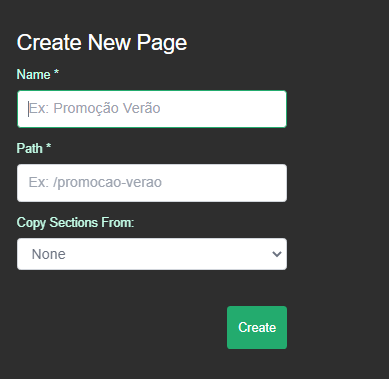 Create New Page
Name *
Ex: Promoção Verão
Path *
Ex: /promocao-verao
Copy Sections From:
None
Create